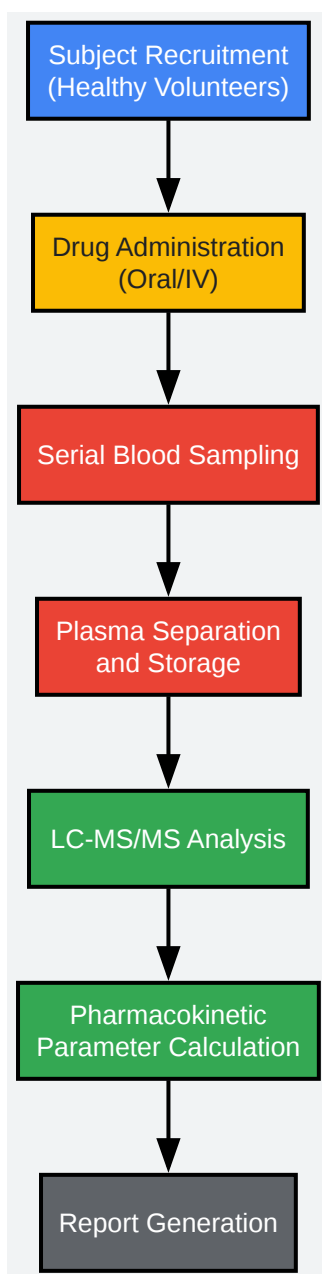 Subject Recruitment
(Healthy Volunteers)
Drug Administration
(Oral/IV)
Serial Blood Sampling
Plasma Separation
and Storage
LC-MS/MS Analysis
Pharmacokinetic
Parameter Calculation
Report Generation